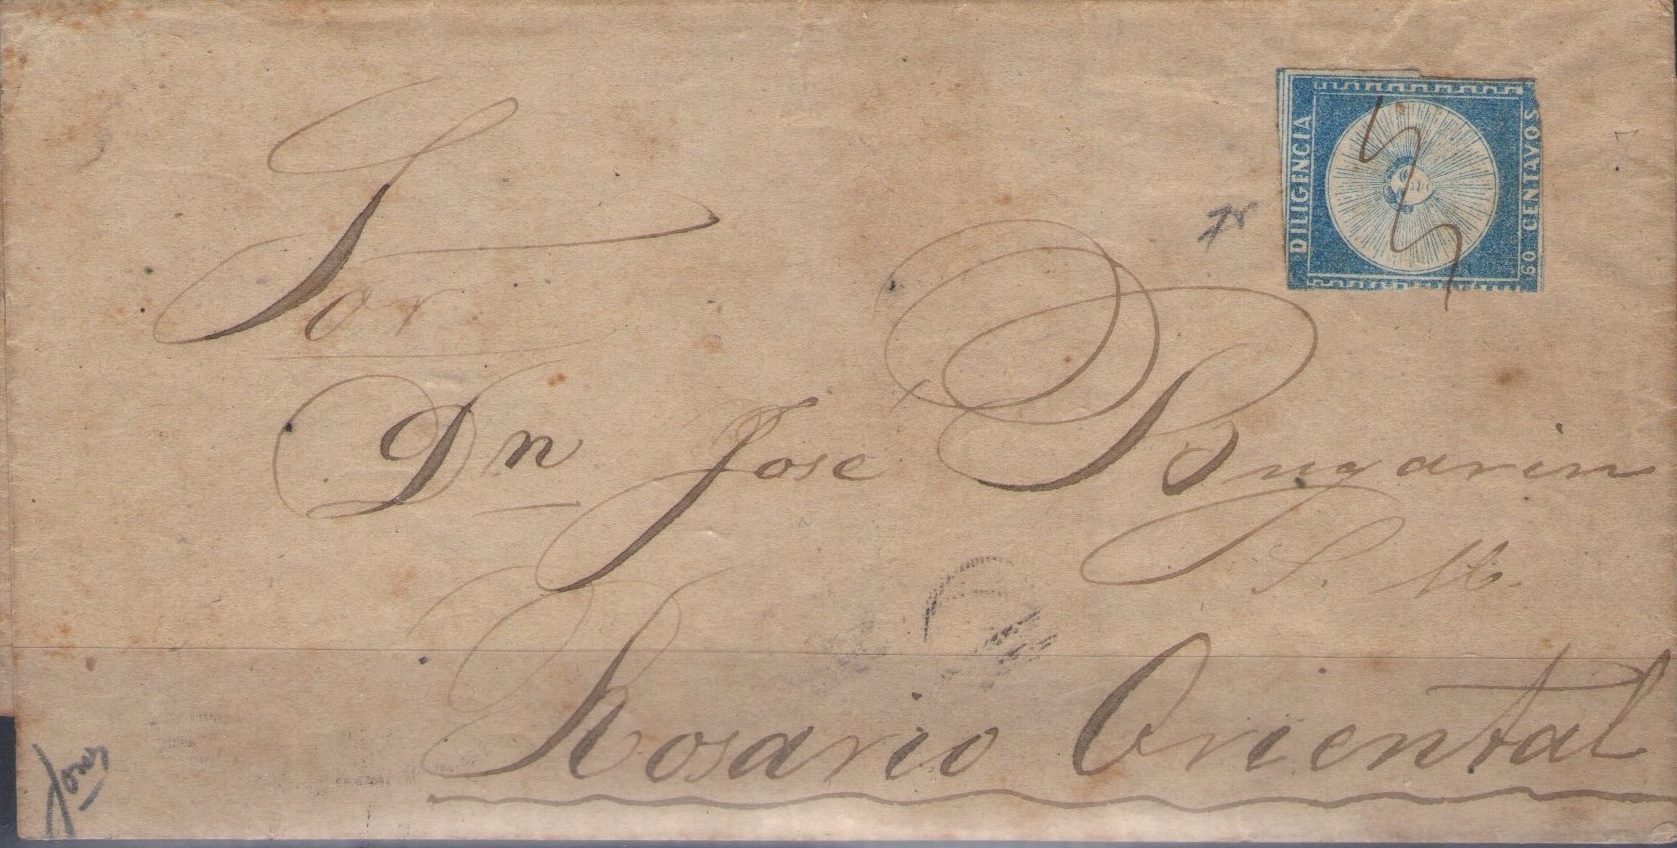 DILIGENCIA
60 CENTAVOS
Sor
Dn Jose Bugarin
S. M.
Rosario Oriental